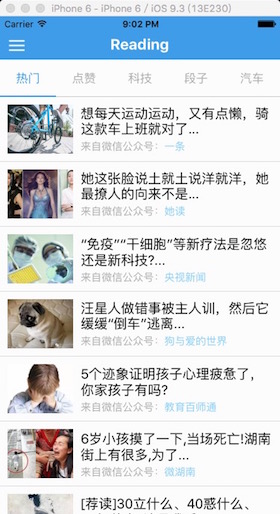 iPhone 6 - iPhone 6 / iOS 9.3 (13E230)
Carrier 9:02 PM
Reading
热门 点赞 科技 段子 汽车
想每天运动运动，又有点懒，骑
这款车上班就对了...
来自微信公众号：一条
她这张脸说土就土说洋就洋，她
最撩人的向来不是...
来自微信公众号：她读
“免疫”“干细胞”等新疗法是忽悠
还是新科技?...
来自微信公众号：央视新闻
汪星人做错事被主人训，然后它
缓缓“倒车”逃离...
来自微信公众号：狗与爱的世界
5个迹象证明孩子心理疲惫了，
你家孩子有吗?
来自微信公众号：教育百师通
6岁小孩摸了一下,当场死亡!湖南
街上有很多,为了...
来自微信公众号：微湖南
[荐读]30立什么、40惑什么、